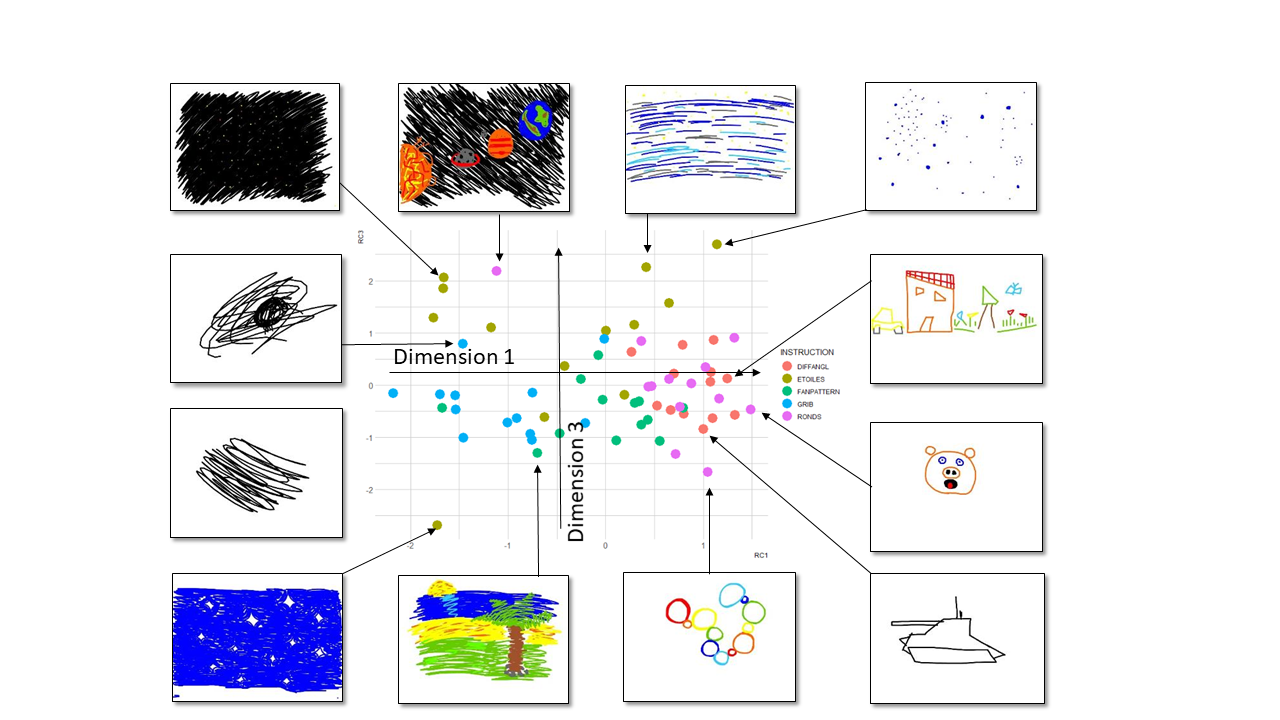 RC3
2
1
0
-1
-2
Dimension 1
Dimension 3
-2
-1
0
1
RC1
INSTRUCTION
DIFFANGL
ETOILES
FANPATTERN
GRIB
RONDS